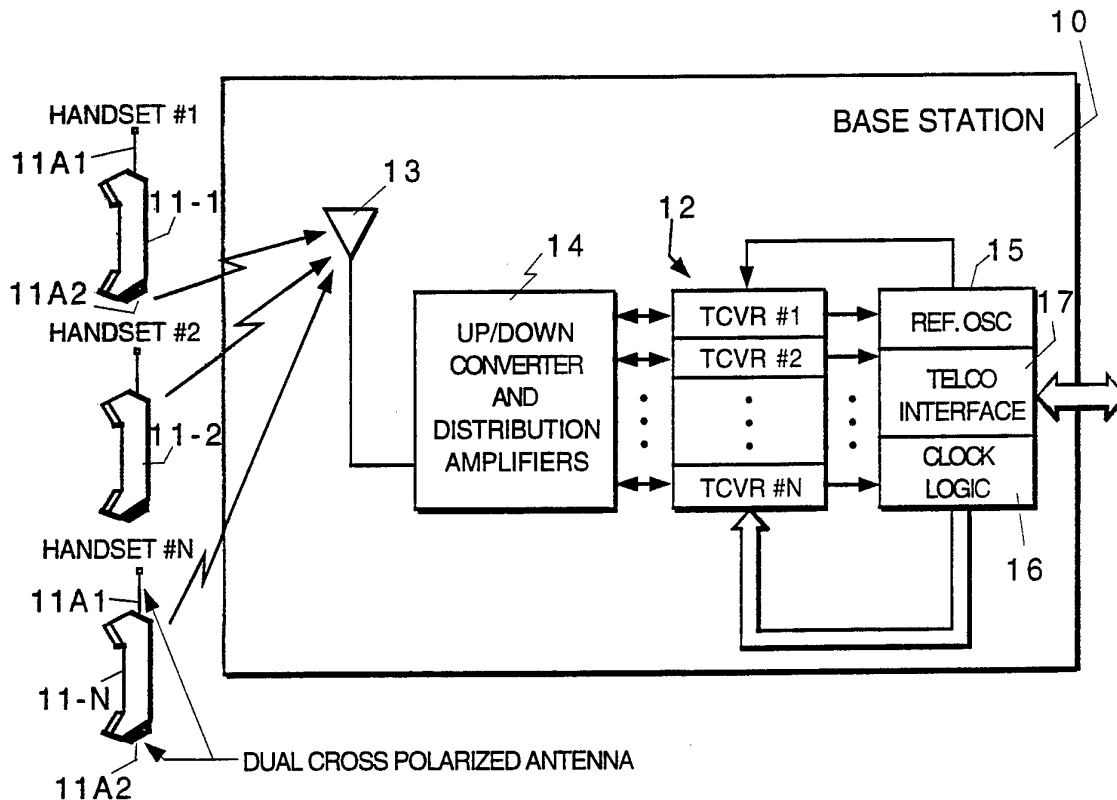 10
HANDSET #1
BASE STATION
11A1
13
11-1
12
14
15
11A2
HANDSET #2
17
UP/DOWN
CONVERTER
AND
DISTRIBUTION
AMPLIFIERS
TCVR #1
TCVR #2
TCVR #N
REF. OSC
TELCO
INTERFACE
CLOCK
LOGIC
11-2
HANDSET #N
16
11A1
11-N
11A2
DUAL CROSS POLARIZED ANTENNA